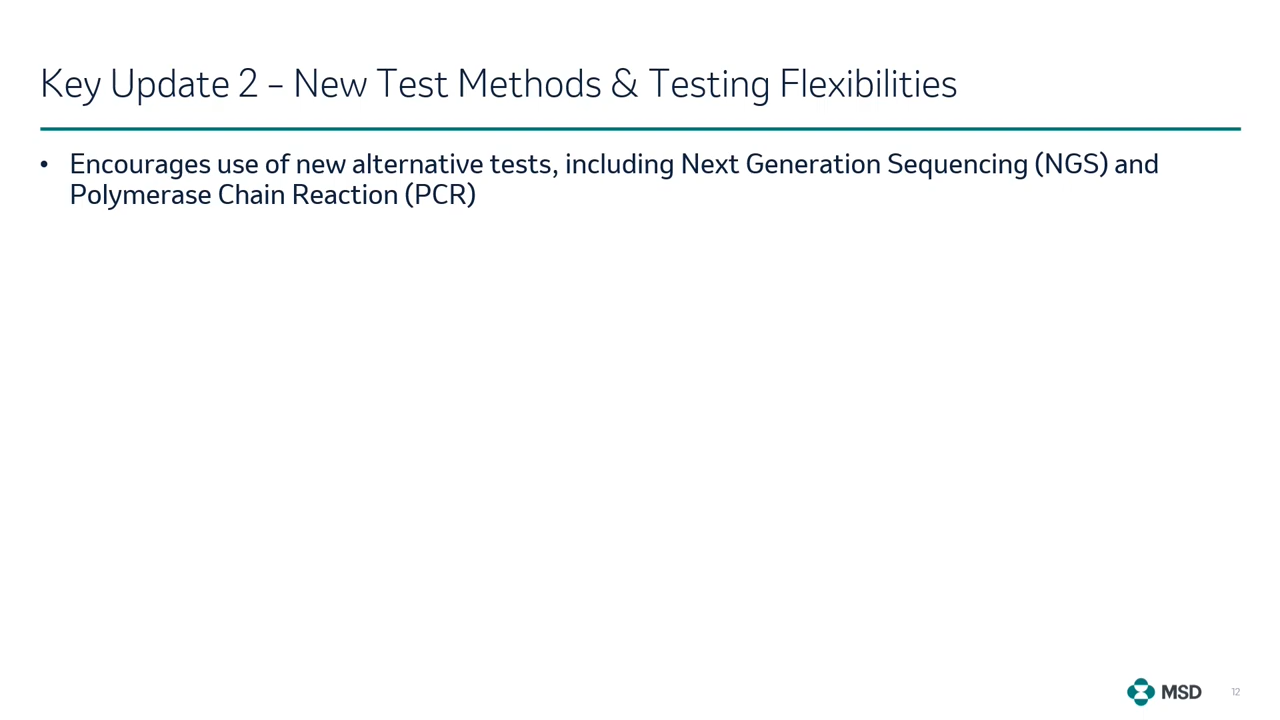 Key Update 2 – New Test Methods & Testing Flexibilities
• Encourages use of new alternative tests, including Next Generation Sequencing (NGS) and
Polymerase Chain Reaction (PCR)
MSD
12